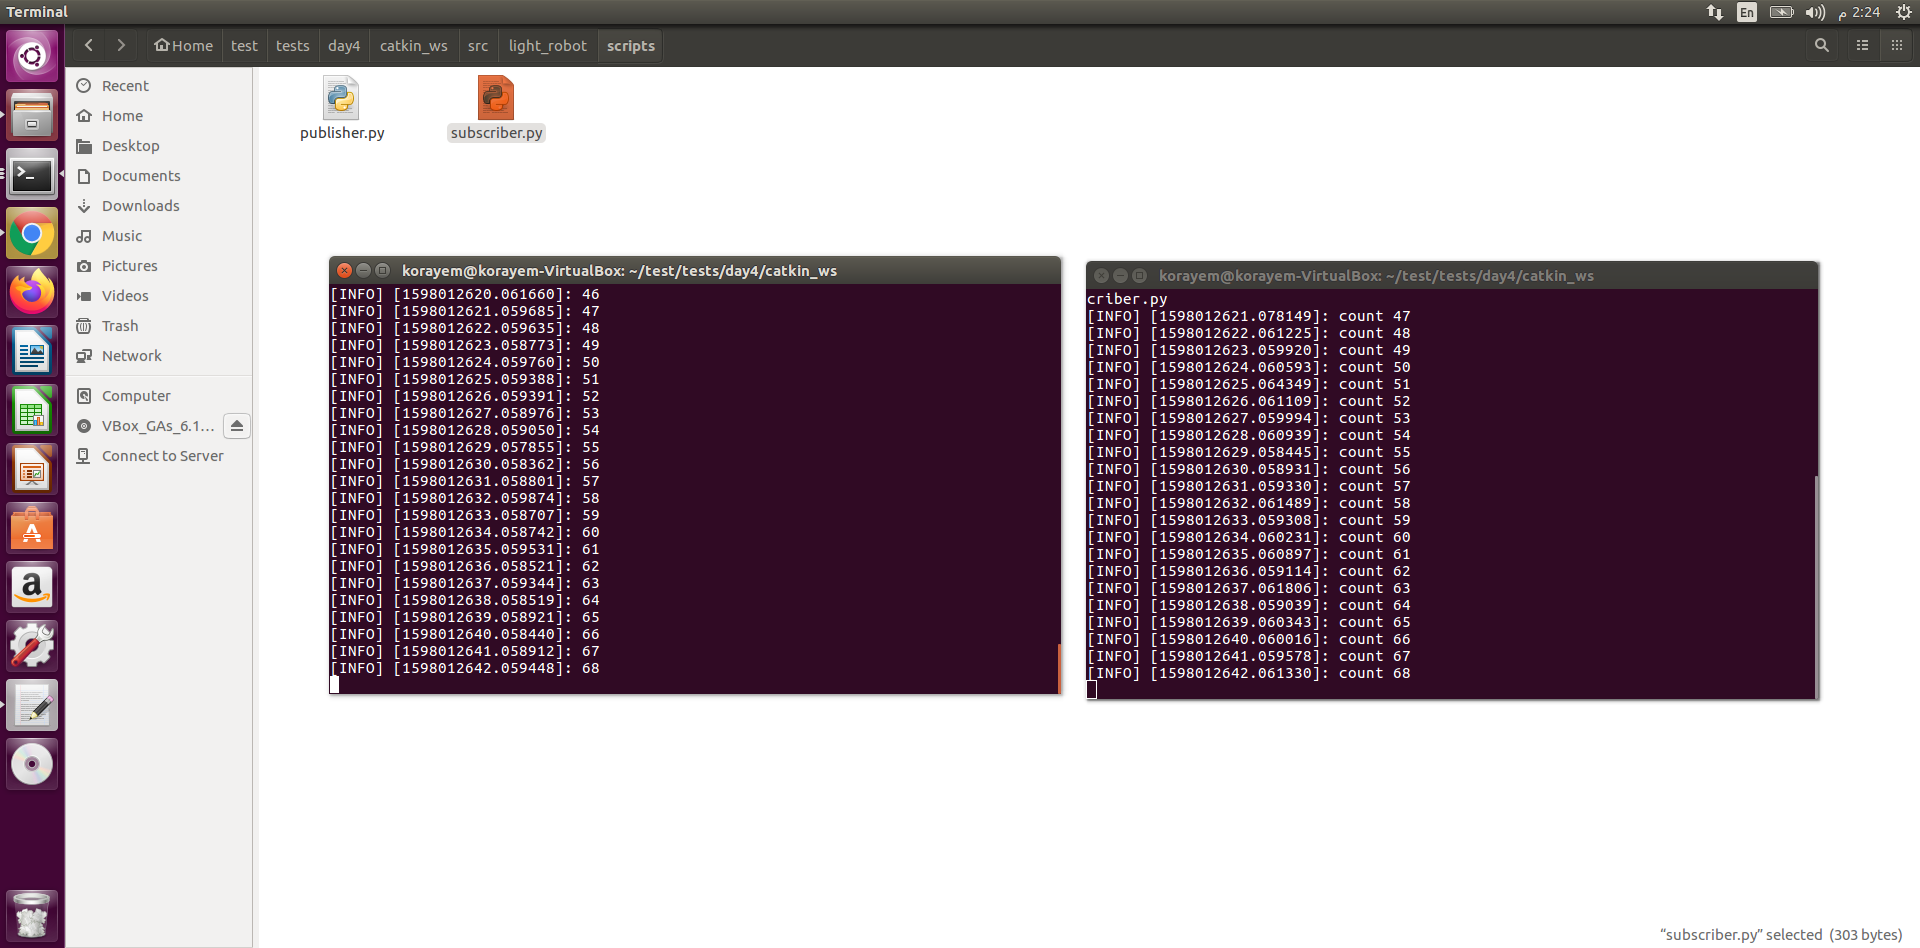 Terminal
En
2:24 م
Home test tests day4 catkin_ws src light_robot scripts
Recent
Home
Desktop
Documents
Downloads
Music
Pictures
Videos
Trash
Network
Computer
VBox_GAs_6.1...
Connect to Server
publisher.py
subscriber.py
korayem@korayem-VirtualBox: ~/test/tests/day4/catkin_ws
[INFO] [1598012620.061660]: 46
[INFO] [1598012621.059685]: 47
[INFO] [1598012622.059635]: 48
[INFO] [1598012623.058773]: 49
[INFO] [1598012624.059760]: 50
[INFO] [1598012625.059388]: 51
[INFO] [1598012626.059391]: 52
[INFO] [1598012627.058976]: 53
[INFO] [1598012628.059050]: 54
[INFO] [1598012629.057855]: 55
[INFO] [1598012630.058362]: 56
[INFO] [1598012631.058801]: 57
[INFO] [1598012632.059874]: 58
[INFO] [1598012633.058707]: 59
[INFO] [1598012634.058742]: 60
[INFO] [1598012635.059531]: 61
[INFO] [1598012636.058521]: 62
[INFO] [1598012637.059344]: 63
[INFO] [1598012638.058519]: 64
[INFO] [1598012639.058921]: 65
[INFO] [1598012640.058440]: 66
[INFO] [1598012641.058912]: 67
[INFO] [1598012642.059448]: 68
korayem@korayem-VirtualBox: ~/test/tests/day4/catkin_ws
criber.py
[INFO] [1598012621.078149]: count 47
[INFO] [1598012622.061225]: count 48
[INFO] [1598012623.059920]: count 49
[INFO] [1598012624.060593]: count 50
[INFO] [1598012625.064349]: count 51
[INFO] [1598012626.061109]: count 52
[INFO] [1598012627.059994]: count 53
[INFO] [1598012628.060939]: count 54
[INFO] [1598012629.058445]: count 55
[INFO] [1598012630.058931]: count 56
[INFO] [1598012631.059330]: count 57
[INFO] [1598012632.061489]: count 58
[INFO] [1598012633.059308]: count 59
[INFO] [1598012634.060231]: count 60
[INFO] [1598012635.060897]: count 61
[INFO] [1598012636.059114]: count 62
[INFO] [1598012637.061806]: count 63
[INFO] [1598012638.059039]: count 64
[INFO] [1598012639.060343]: count 65
[INFO] [1598012640.060016]: count 66
[INFO] [1598012641.059578]: count 67
[INFO] [1598012642.061330]: count 68
“subscriber.py” selected (303 bytes)